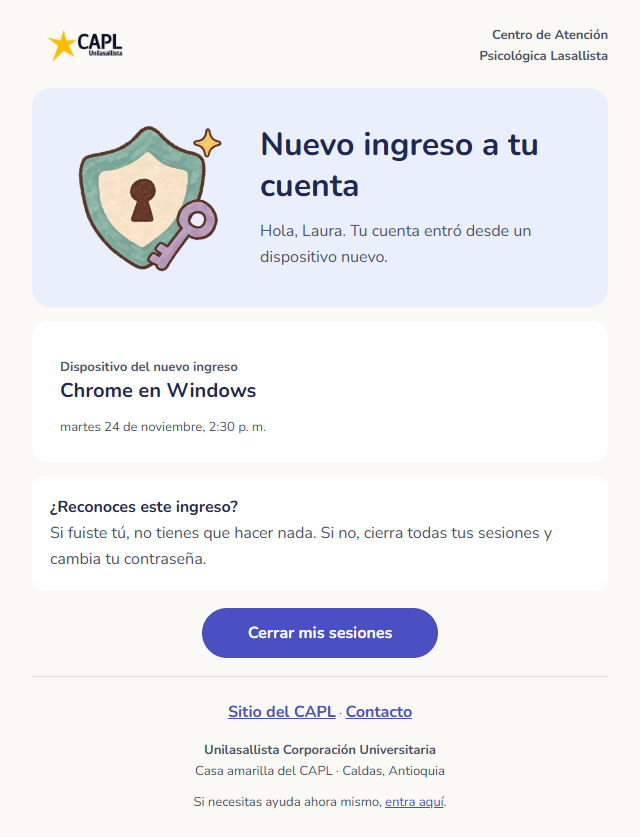 CAPL
Unilasallista
Centro de Atención
Psicológica Lasallista
Nuevo ingreso a tu
cuenta
Hola, Laura. Tu cuenta entró desde un
dispositivo nuevo.
Dispositivo del nuevo ingreso
Chrome en Windows
martes 24 de noviembre, 2:30 p. m.
¿Reconoces este ingreso?
Si fuiste tú, no tienes que hacer nada. Si no, cierra todas tus sesiones y
cambia tu contraseña.
Cerrar mis sesiones
Sitio del CAPL · Contacto
Unilasallista Corporación Universitaria
Casa amarilla del CAPL · Caldas, Antioquia
Si necesitas ayuda ahora mismo, entra aquí.